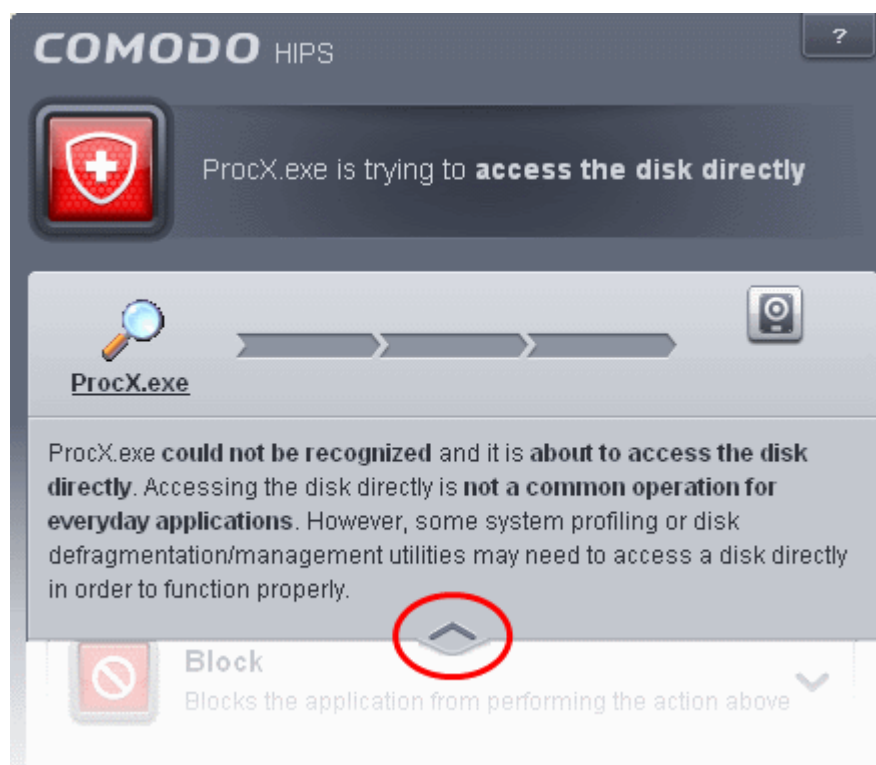 COMODO HIPS
?
ProcX.exe is trying to access the disk directly
ProcX.exe
ProcX.exe could not be recognized and it is about to access the disk
directly. Accessing the disk directly is not a common operation for
everyday applications. However, some system profiling or disk
defragmentation/management utilities may need to access a disk directly
in order to function properly.
Block
Blocks the application from performing the action above